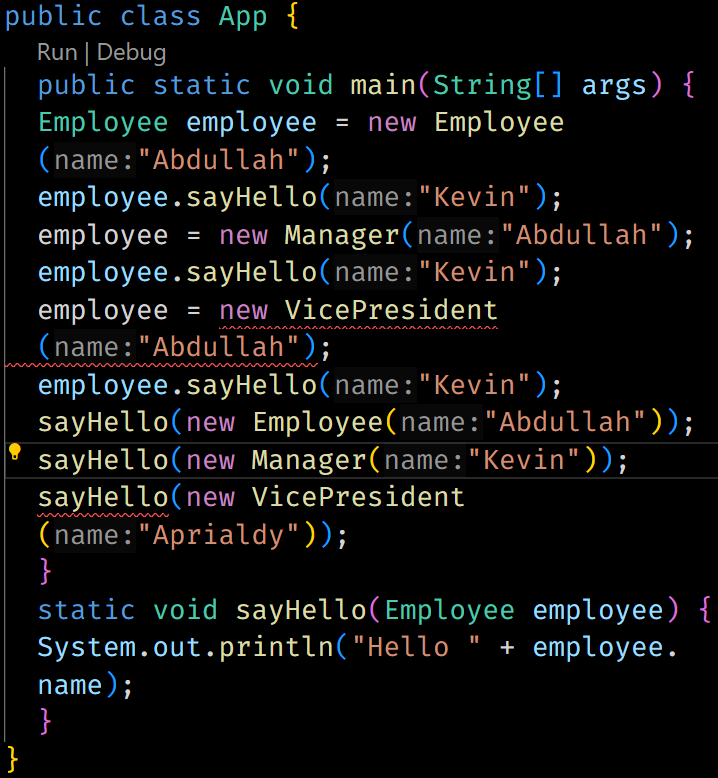 public class App {
Run | Debug
public static void main(String[] args) {
Employee employee = new Employee
(name:"Abdullah");
employee.sayHello(name:"Kevin");
employee = new Manager(name:"Abdullah");
employee.sayHello(name:"Kevin");
employee = new VicePresident
(name:"Abdullah");
employee.sayHello(name:"Kevin");
sayHello(new Employee(name:"Abdullah"));
sayHello(new Manager(name:"Kevin"));
sayHello(new VicePresident
(name:"Aprialdy"));
}
static void sayHello(Employee employee) {
System.out.println("Hello " + employee.
name);
}
}